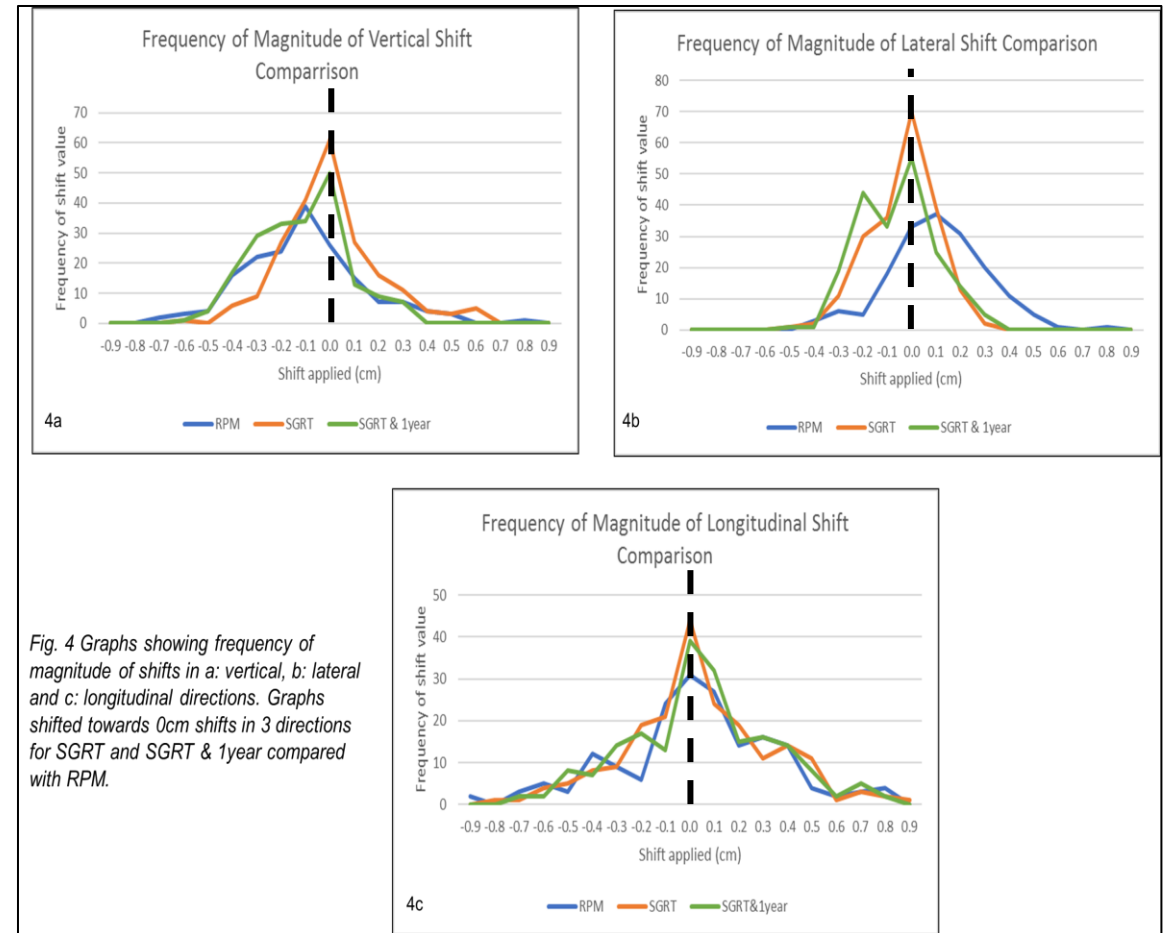 Frequency of Magnitude of Vertical Shift
Comparrison
Frequency of shift value
70
60
50
40
30
20
10
0
-0.9 -0.8 -0.7 -0.6 -0.5 -0.4 -0.3 -0.2 -0.1 0.0 0.1 0.2 0.3 0.4 0.5 0.6 0.7 0.8 0.9
Shift applied (cm)
4a
RPM SGRT SGRT & 1year
Frequency of Magnitude of Lateral Shift Comparison
Frequency of shift value
80
70
60
50
40
30
20
10
0
-0.9 -0.8 -0.7 -0.6 -0.5 -0.4 -0.3 -0.2 -0.1 0.0 0.1 0.2 0.3 0.4 0.5 0.6 0.7 0.8 0.9
Shift applied (cm)
4b
RPM SGRT SGRT & 1year
Fig. 4 Graphs showing frequency of
magnitude of shifts in a: vertical, b: lateral
and c: longitudinal directions. Graphs
shifted towards 0cm shifts in 3 directions
for SGRT and SGRT & 1year compared
with RPM.
Frequency of Magnitude of Longitudinal Shift
Comparison
Frequency of shift value
50
40
30
20
10
0
-0.9 -0.8 -0.7 -0.6 -0.5 -0.4 -0.3 -0.2 -0.1 0.0 0.1 0.2 0.3 0.4 0.5 0.6 0.7 0.8 0.9
Shift applied (cm)
4c
RPM SGRT SGRT&1year